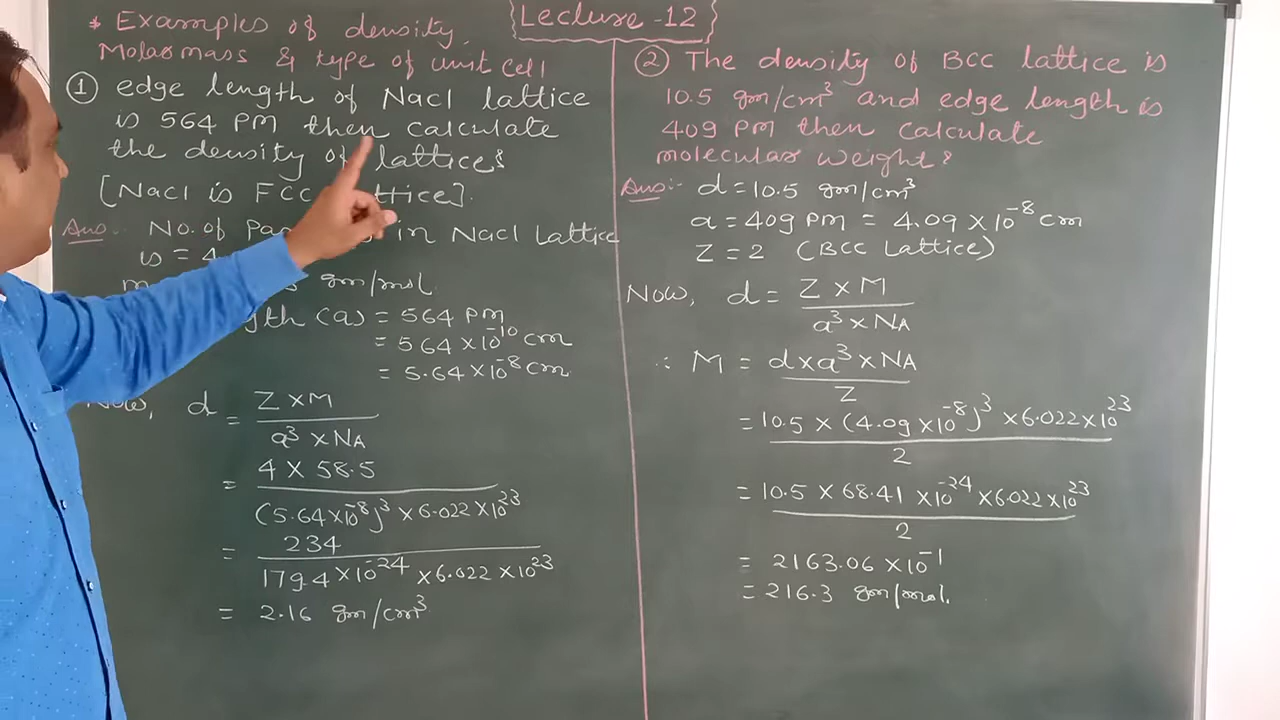 Lecture-12
* Examples of density,
Molar mass & type of unit cell
① edge length of NaCl lattice
is 564 PM then calculate
the density of lattice?
[NaCl is FCC lattice].
Ans:- No. of in NaCl Lattice
is = 4
gm/mol.
(a) = 564 PM
= 564 × 10⁻¹⁰ cm
= 5.64 × 10⁻⁸ cm
Now, d = Z × M / a³ × NA
= 4 × 58.5 / (5.64 × 10⁻⁸)³ × 6.022 × 10²³
= 234 / 179.4 × 10⁻²⁴ × 6.022 × 10²³
= 2.16 gm/cm³
② The density of BCC lattice is
10.5 gm/cm³ and edge length is
409 PM then calculate
molecular weight?
Ans:- d = 10.5 gm/cm³
a = 409 PM = 4.09 × 10⁻⁸ cm
Z = 2 (BCC Lattice)
Now, d = Z × M / a³ × NA
∴ M = d × a³ × NA / Z
= 10.5 × (4.09 × 10⁻⁸)³ × 6.022 × 10²³ / 2
= 10.5 × 68.41 × 10⁻²⁴ × 6.022 × 10²³ / 2
= 2163.06 × 10⁻¹
= 216.3 gm/mol.